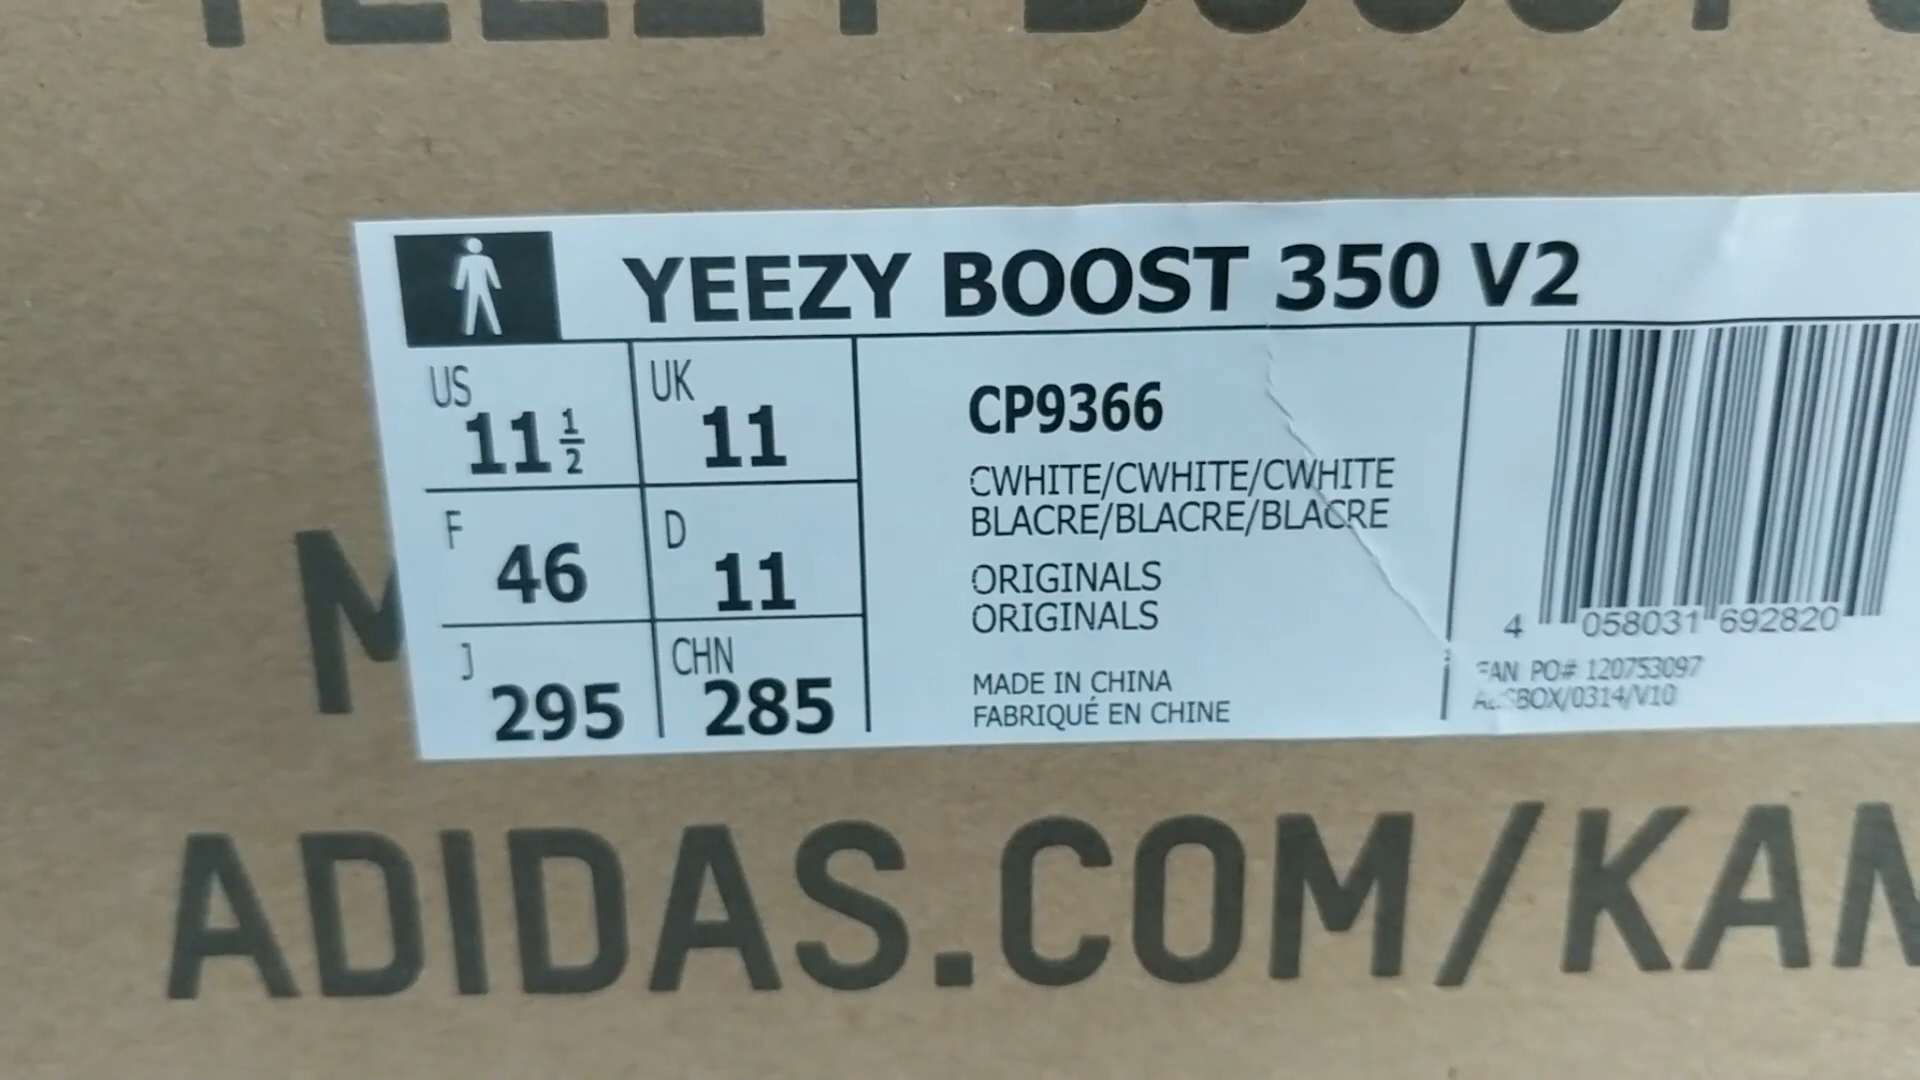 YEEZY BOOST
YEEZY BOOST 350 V2
US 11 1/2
UK 11
CP9366
CWHITE/CWHITE/CWHITE
BLACRE/BLACRE/BLACRE
F 46
D 11
ORIGINALS
ORIGINALS
J 295
CHN 285
MADE IN CHINA
FABRIQUÉ EN CHINE
4 058031 692820
PO# 120753097
M
ADIDAS.COM/KAN